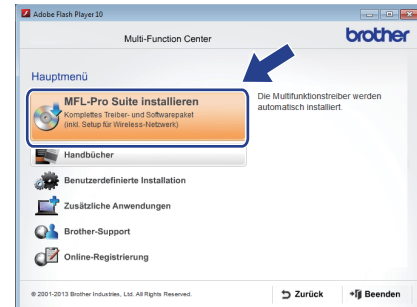 Adobe Flash Player 10
Multi-Function Center
brother
Hauptmenü
MFL-Pro Suite installieren
Komplettes Treiber- und Softwarepaket
(inkl. Setup für Wireless-Netzwerk)
Die Multifunktionstreiber werden
automatisch installiert.
Handbücher
Benutzerdefinierte Installation
Zusätzliche Anwendungen
Brother-Support
Online-Registrierung
© 2001-2013 Brother Industries, Ltd. All Rights Reserved.
Zurück
Beenden